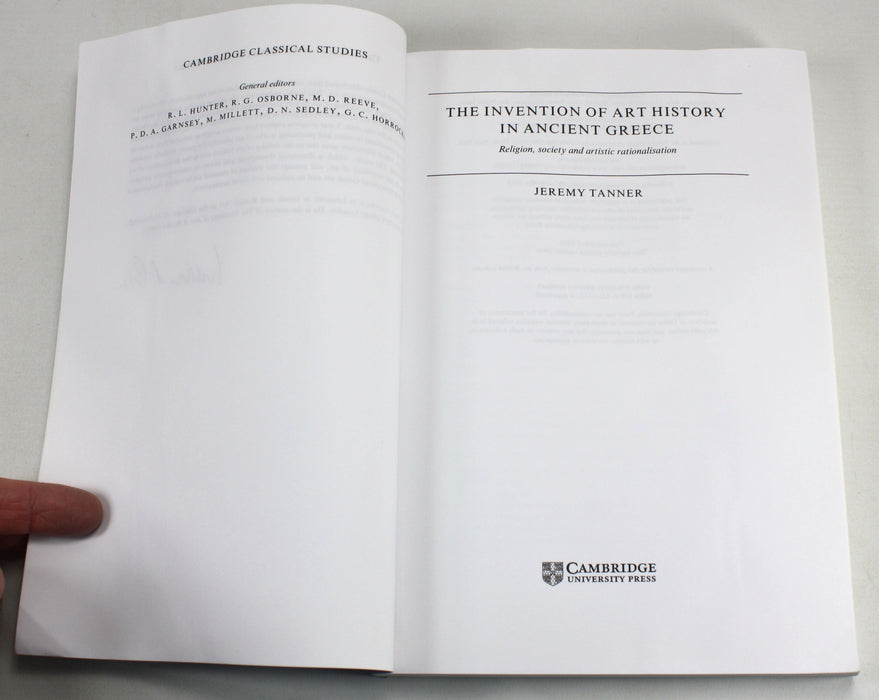 CAMBRIDGE CLASSICAL STUDIES
General editors
R. L. HUNTER, R. G. OSBORNE, M. D. REEVE,
P. D. A. GARNSEY, M. MILLETT, D. N. SEDLEY, G. C. HORROC
THE INVENTION OF ART HISTORY
IN ANCIENT GREECE
Religion, society and artistic rationalisation
JEREMY TANNER
CAMBRIDGE
UNIVERSITY PRESS